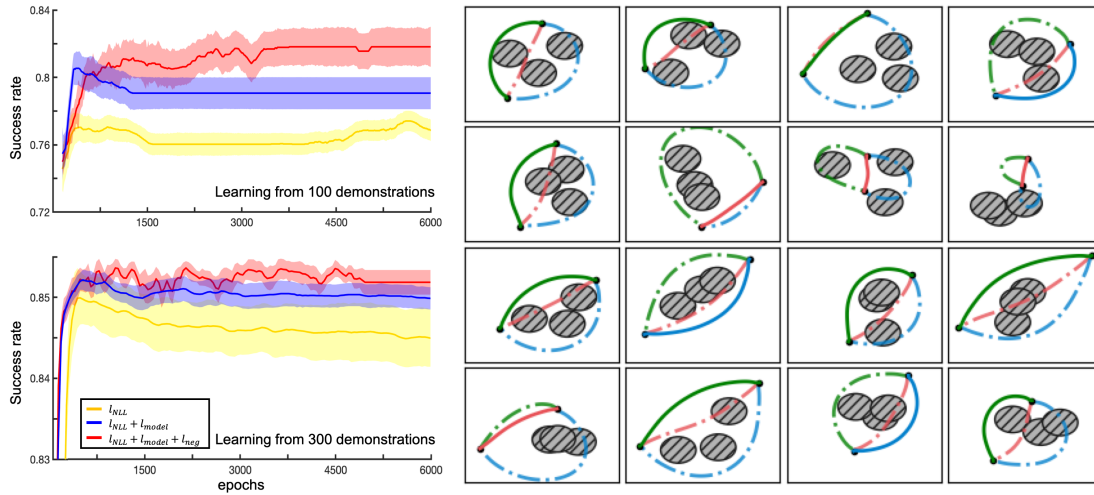 0.84
0.8
0.76
0.72
Success rate
Learning from 100 demonstrations
1500
3000
4500
6000
0.85
0.84
0.83
Success rate
l_NLL
l_NLL + l_model
l_NLL + l_model + l_neg
Learning from 300 demonstrations
1500
3000
4500
6000
epochs